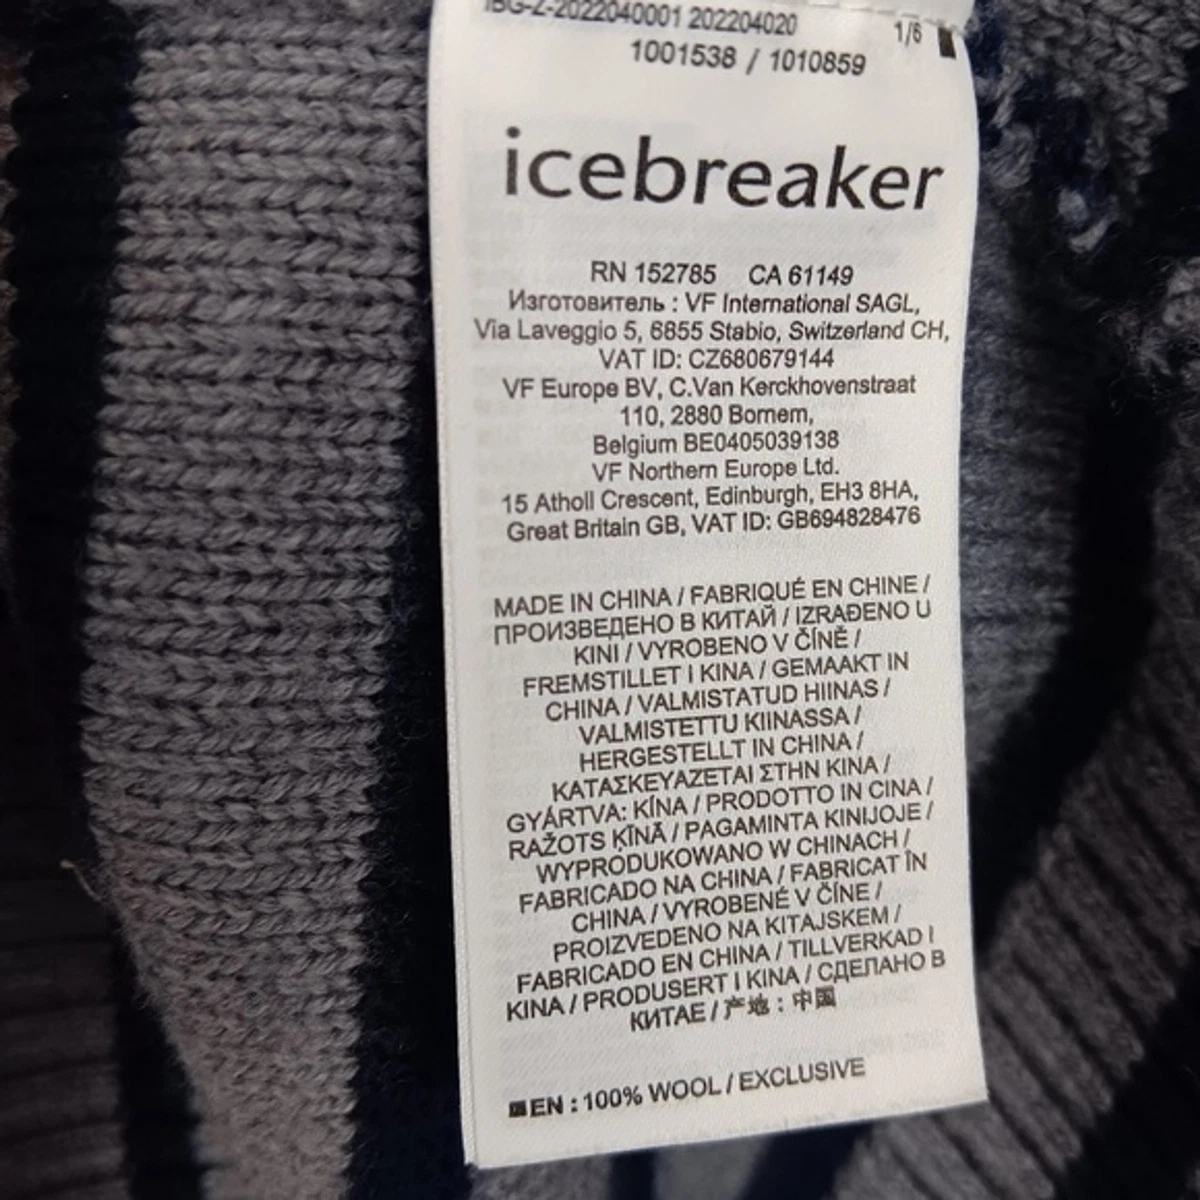 IBG-Z-2022040001 202204020
1/6
1001538 / 1010859
icebreaker
RN 152785 CA 61149
Изготовитель : VF International SAGL,
Via Laveggio 5, 6855 Stabio, Switzerland CH,
VAT ID: CZ680679144
VF Europe BV, C.Van Kerckhovenstraat
110, 2880 Bornem,
Belgium BE0405039138
VF Northern Europe Ltd.
15 Atholl Crescent, Edinburgh, EH3 8HA,
Great Britain GB, VAT ID: GB694828476
MADE IN CHINA / FABRIQUÉ EN CHINE /
ПРОИЗВЕДЕНО В КИТАЙ / IZRAĐENO U
KINI / VYROBENO V ČÍNĚ /
FREMSTILLET I KINA / GEMAAKT IN
CHINA / VALMISTATUD HIINAS /
VALMISTETTU KIINASSA /
HERGESTELLT IN CHINA /
ΚΑΤΑΣΚΕΥΑΖΕΤΑΙ ΣΤΗΝ ΚΙΝΑ /
GYÁRTVA: KÍNA / PRODOTTO IN CINA /
RAŽOTS ĶĪNĀ / PAGAMINTA KINIJOJE /
WYPRODUKOWANO W CHINACH /
FABRICADO NA CHINA / FABRICAT ÎN
CHINA / VYROBENÉ V ČÍNE /
PROIZVEDENO NA KITAJSKEM /
FABRICADO EN CHINA / TILLVERKAD I
KINA / PRODUSERT I KINA / СДЕЛАНО В
КИТАЕ / 产地 : 中国
EN : 100% WOOL / EXCLUSIVE